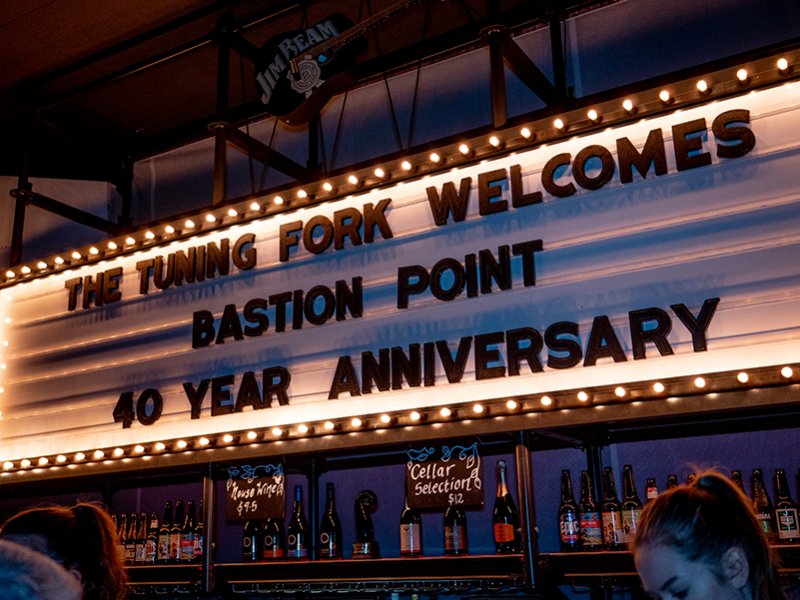 JIM BEAM
THE TUNING FORK WELCOMES
BASTION POINT
40 YEAR ANNIVERSARY
House Wine
$9.5
Cellar
Selection
$12